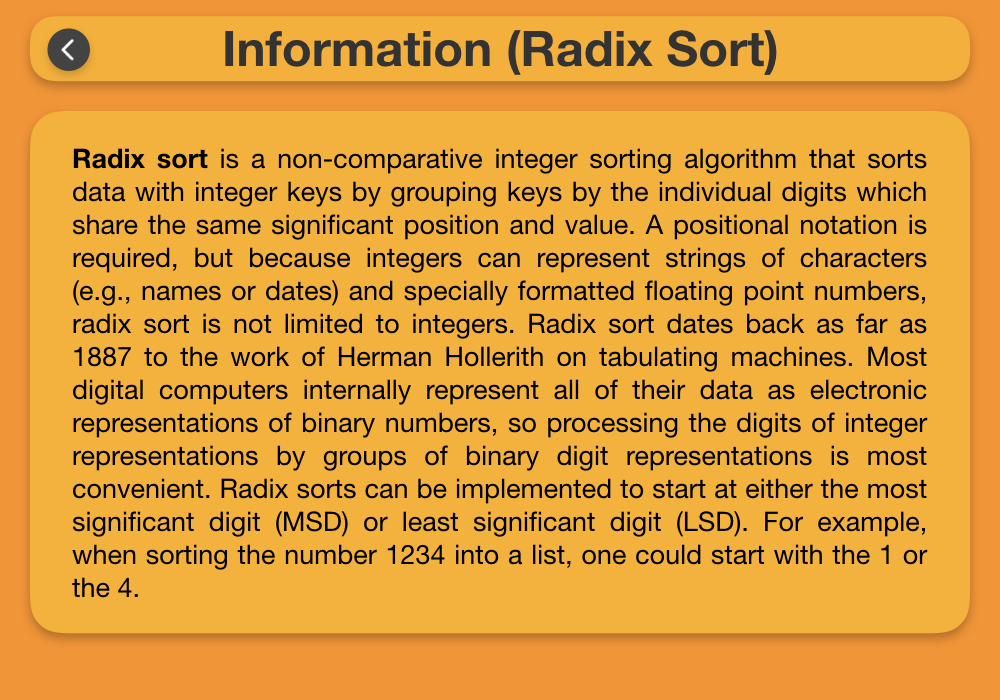 Information (Radix Sort)
Radix sort is a non-comparative integer sorting algorithm that sorts
data with integer keys by grouping keys by the individual digits which
share the same significant position and value. A positional notation is
required, but because integers can represent strings of characters
(e.g., names or dates) and specially formatted floating point numbers,
radix sort is not limited to integers. Radix sort dates back as far as
1887 to the work of Herman Hollerith on tabulating machines. Most
digital computers internally represent all of their data as electronic
representations of binary numbers, so processing the digits of integer
representations by groups of binary digit representations is most
convenient. Radix sorts can be implemented to start at either the most
significant digit (MSD) or least significant digit (LSD). For example,
when sorting the number 1234 into a list, one could start with the 1 or
the 4.